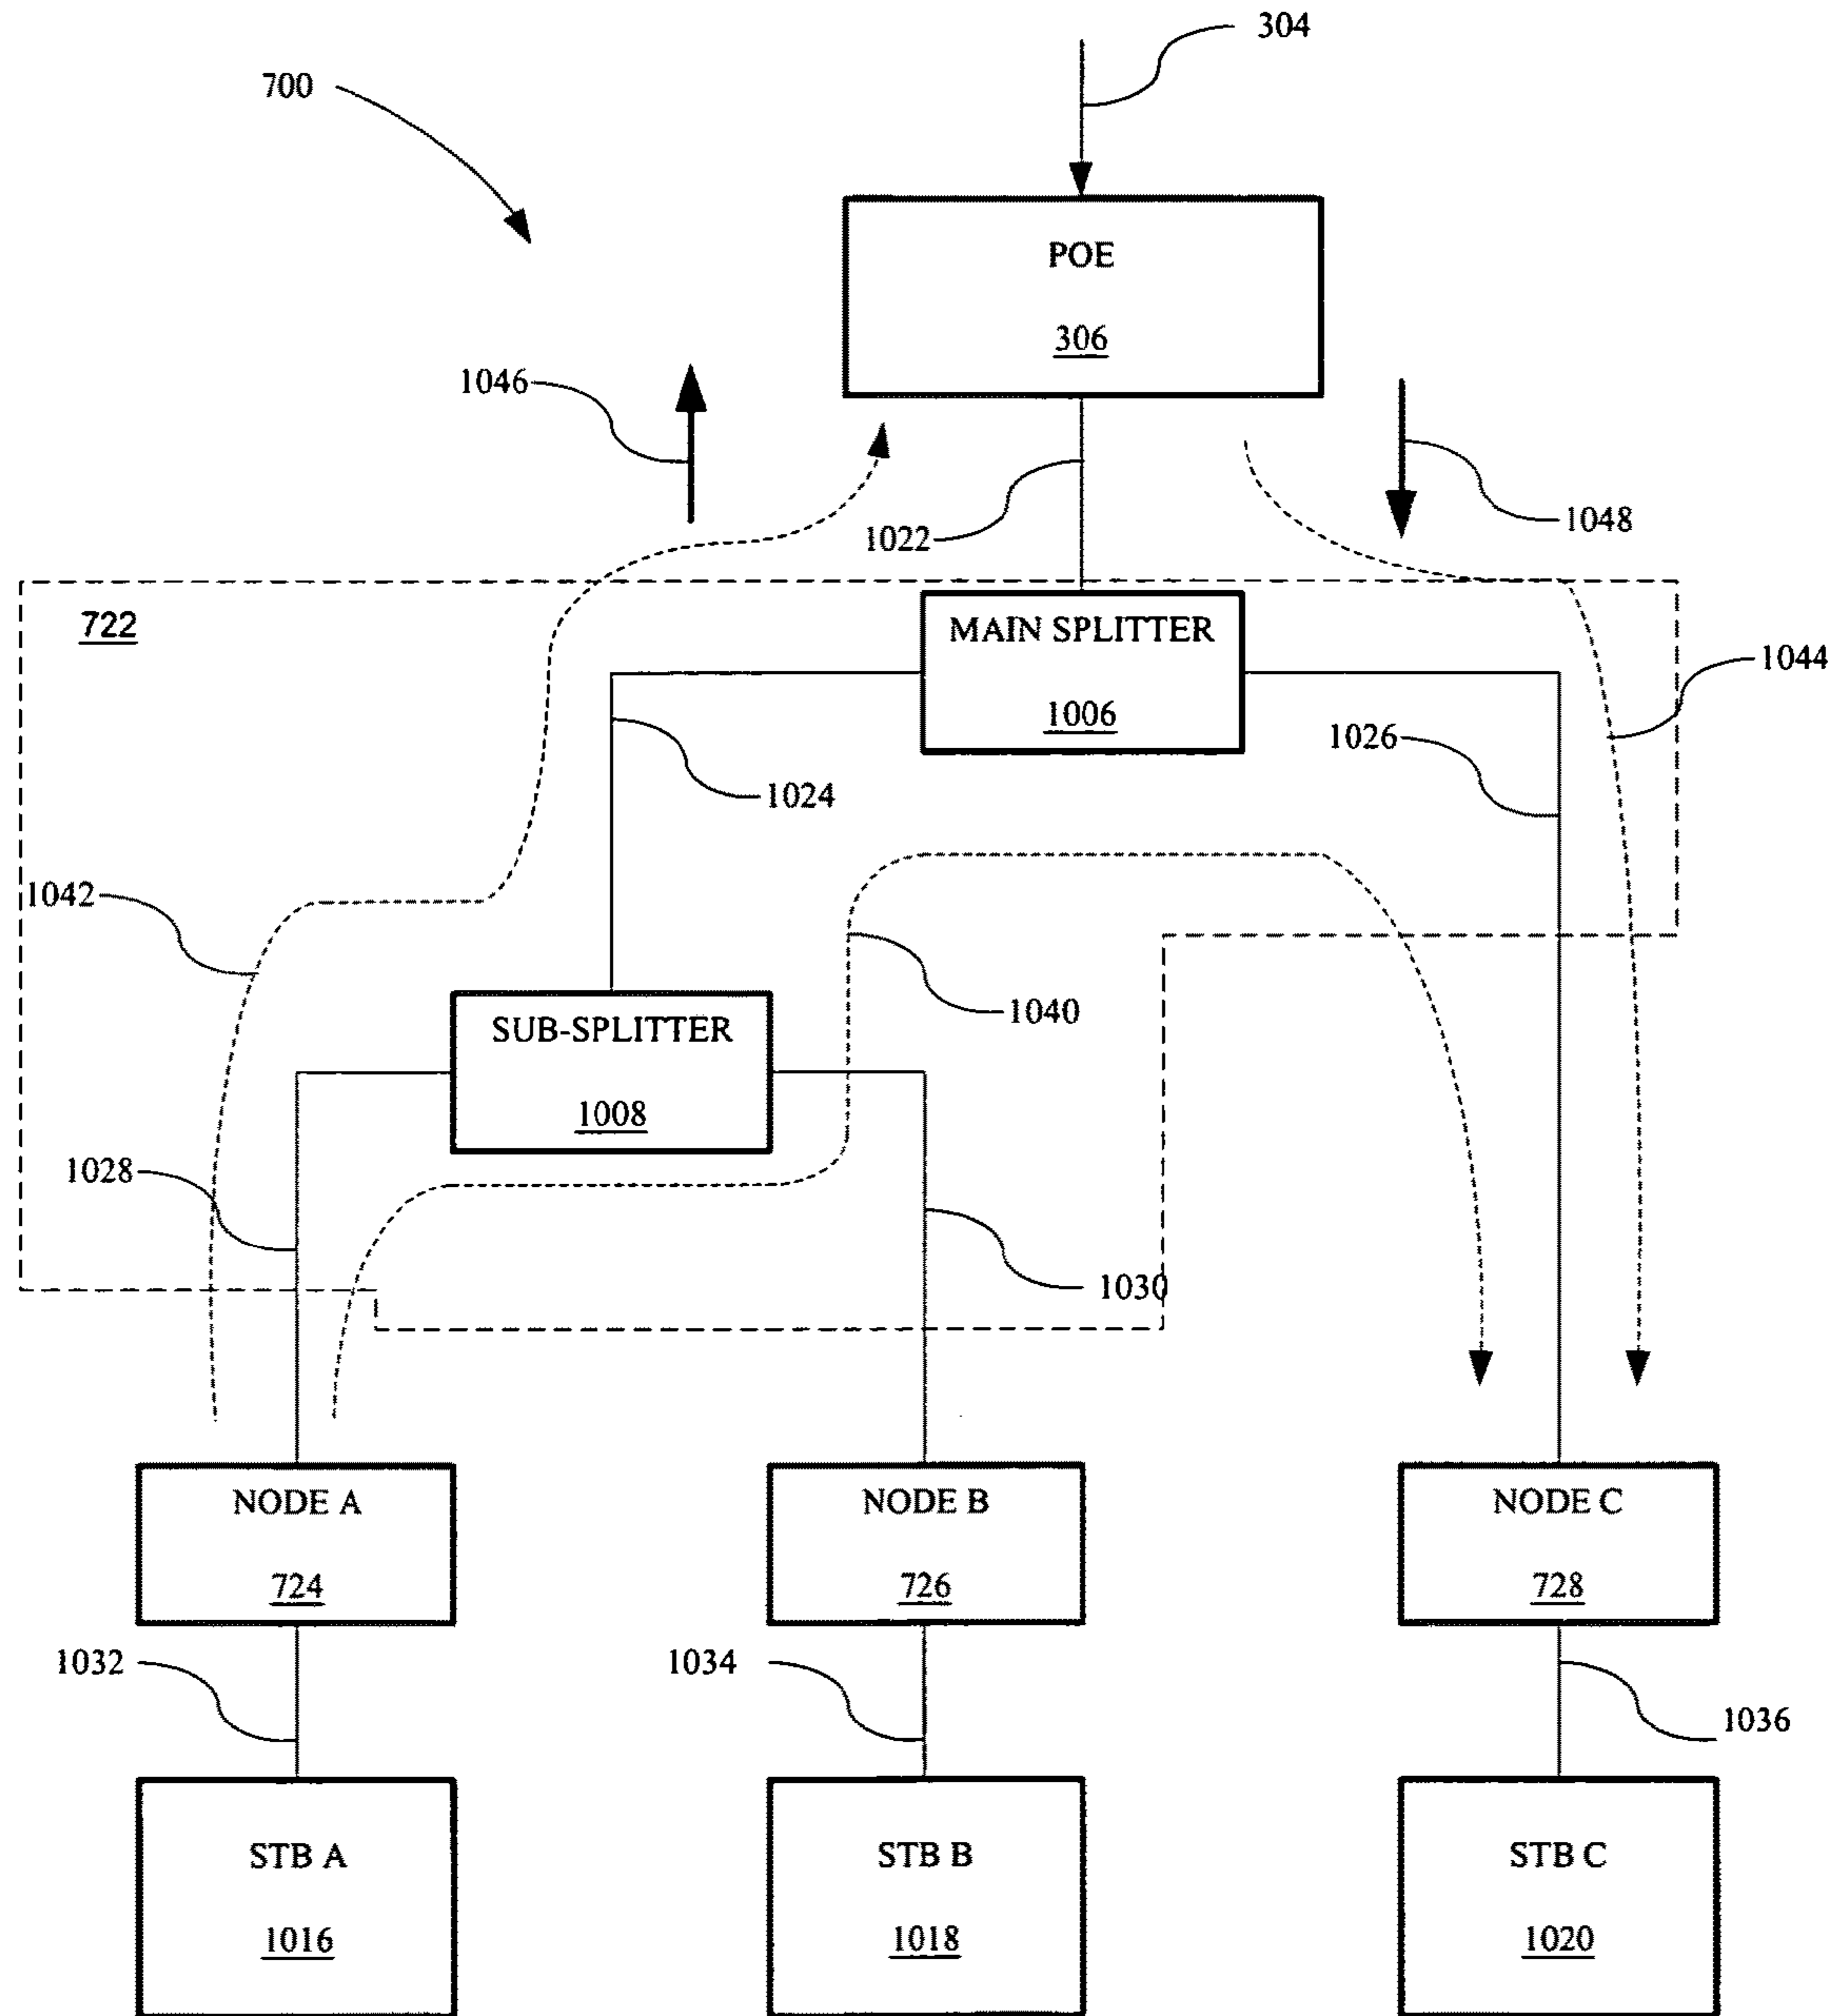 304
700
POE
306
1046
1048
1022
722
MAIN SPLITTER
1006
1044
1026
1024
1042
1040
SUB-SPLITTER
1008
1028
1030
NODE A
724
NODE B
726
NODE C
728
1032
1034
1036
STB A
1016
STB B
1018
STB C
1020